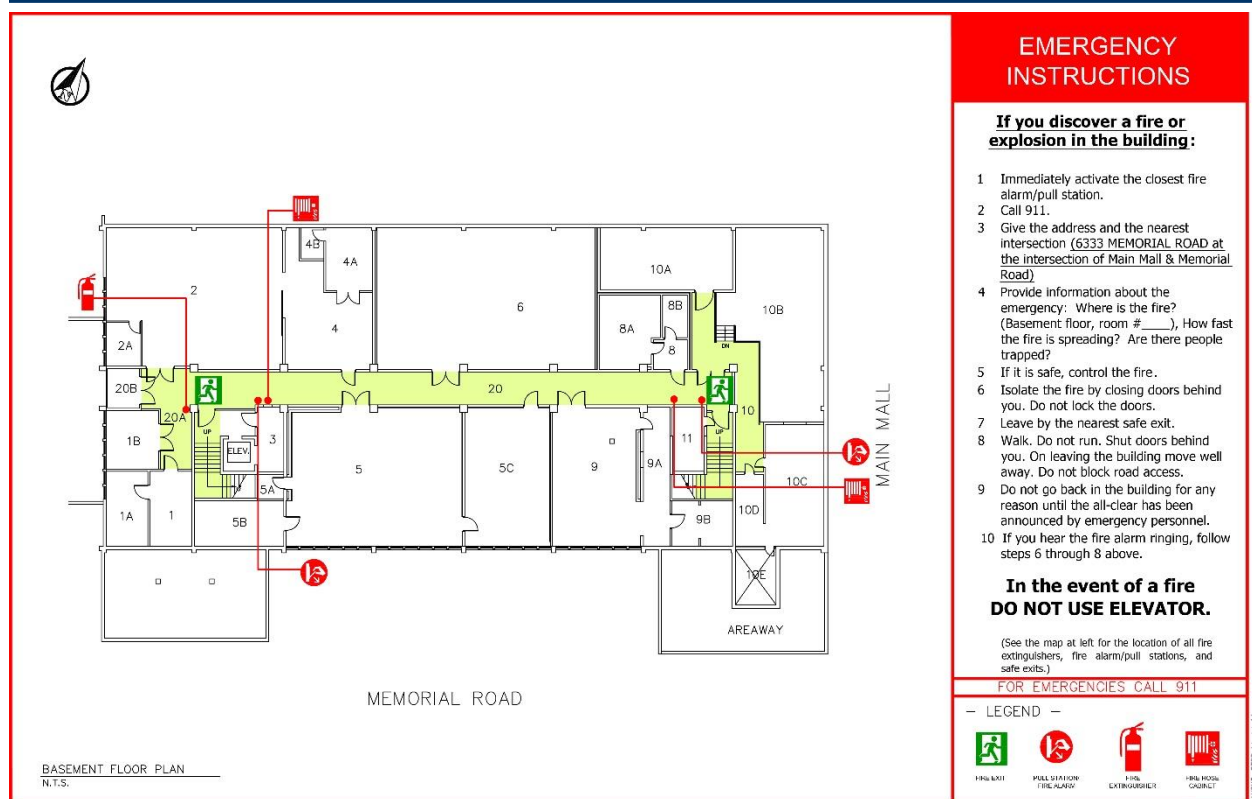 EMERGENCY
INSTRUCTIONS
If you discover a fire or
explosion in the building:
1 Immediately activate the closest fire
alarm/pull station.
2 Call 911.
3 Give the address and the nearest
intersection (6333 MEMORIAL ROAD at
the intersection of Main Mall & Memorial
Road)
4 Provide information about the
emergency: Where is the fire?
(Basement floor, room #____), How fast
the fire is spreading? Are there people
trapped?
5 If it is safe, control the fire.
6 Isolate the fire by closing doors behind
you. Do not lock the doors.
7 Leave by the nearest safe exit.
8 Walk. Do not run. Shut doors behind
you. On leaving the building move well
away. Do not block road access.
9 Do not go back in the building for any
reason until the all-clear has been
announced by emergency personnel.
10 If you hear the fire alarm ringing, follow
steps 6 through 8 above.
In the event of a fire
DO NOT USE ELEVATOR.
(See the map at left for the location of all fire
extinguishers, fire alarm/pull stations, and
safe exits.)
FOR EMERGENCIES CALL 911
- LEGEND -
FIRE EXIT
PULL STATION/
FIRE ALARM
FIRE
EXTINGUISHER
FIRE HOSE
CABINET
4B
4A
10A
2
6
10B
8B
8A
4
2A
8
DN
20B
20
20A
10
MAIN MALL
UP
UP
1B
3
11
ELEV.
5
5C
9
9A
5A
10C
1A
1
5B
9B
10D
10E
AREAWAY
MEMORIAL ROAD
BASEMENT FLOOR PLAN
N.T.S.